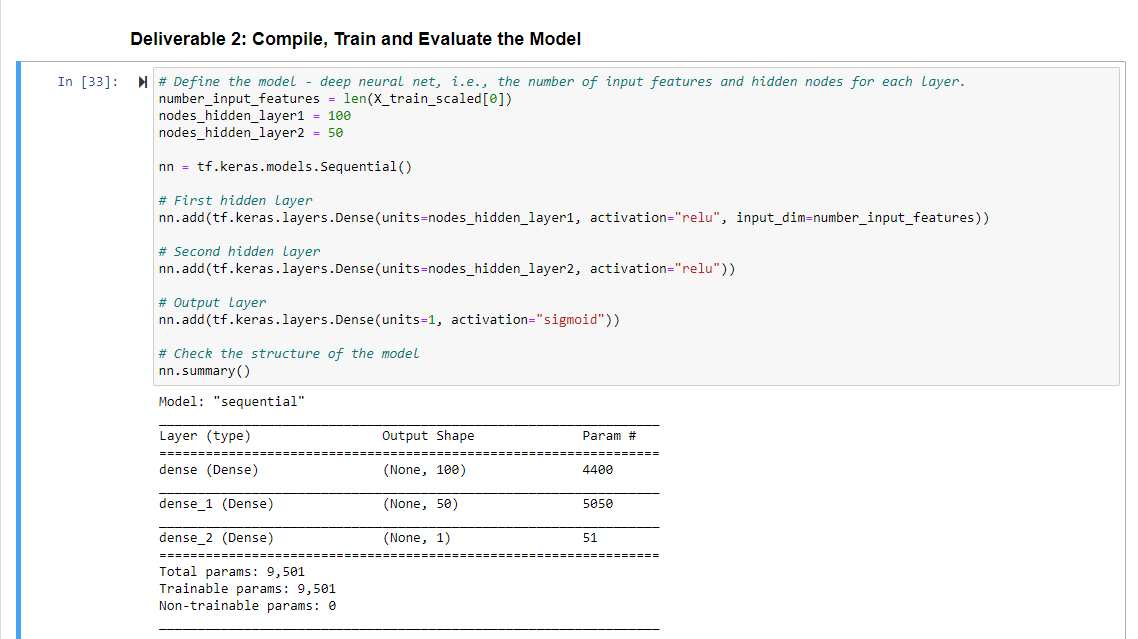 Deliverable 2: Compile, Train and Evaluate the Model
In [33]:
# Define the model - deep neural net, i.e., the number of input features and hidden nodes for each layer.
number_input_features = len(X_train_scaled[0])
nodes_hidden_layer1 = 100
nodes_hidden_layer2 = 50
nn = tf.keras.models.Sequential()
# First hidden layer
nn.add(tf.keras.layers.Dense(units=nodes_hidden_layer1, activation="relu", input_dim=number_input_features))
# Second hidden layer
nn.add(tf.keras.layers.Dense(units=nodes_hidden_layer2, activation="relu"))
# Output layer
nn.add(tf.keras.layers.Dense(units=1, activation="sigmoid"))
# Check the structure of the model
nn.summary()
Model: "sequential"
_________________________________________________________________
Layer (type) Output Shape Param #
=================================================================
dense (Dense) (None, 100) 4400
_________________________________________________________________
dense_1 (Dense) (None, 50) 5050
_________________________________________________________________
dense_2 (Dense) (None, 1) 51
=================================================================
Total params: 9,501
Trainable params: 9,501
Non-trainable params: 0
_________________________________________________________________